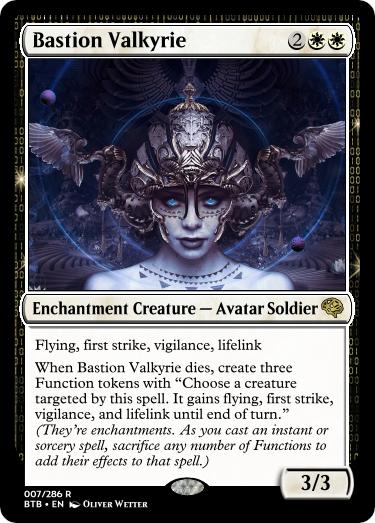 Bastion Valkyrie 2
Enchantment Creature — Avatar Soldier
Flying, first strike, vigilance, lifelink
When Bastion Valkyrie dies, create three
Function tokens with “Choose a creature
targeted by this spell. It gains flying, first strike,
vigilance, and lifelink until end of turn.”
(They’re enchantments. As you cast an instant or
sorcery spell, sacrifice any number of Functions to
add their effects to that spell.)
3/3
007/286 R
BTB • EN Oliver Wetter